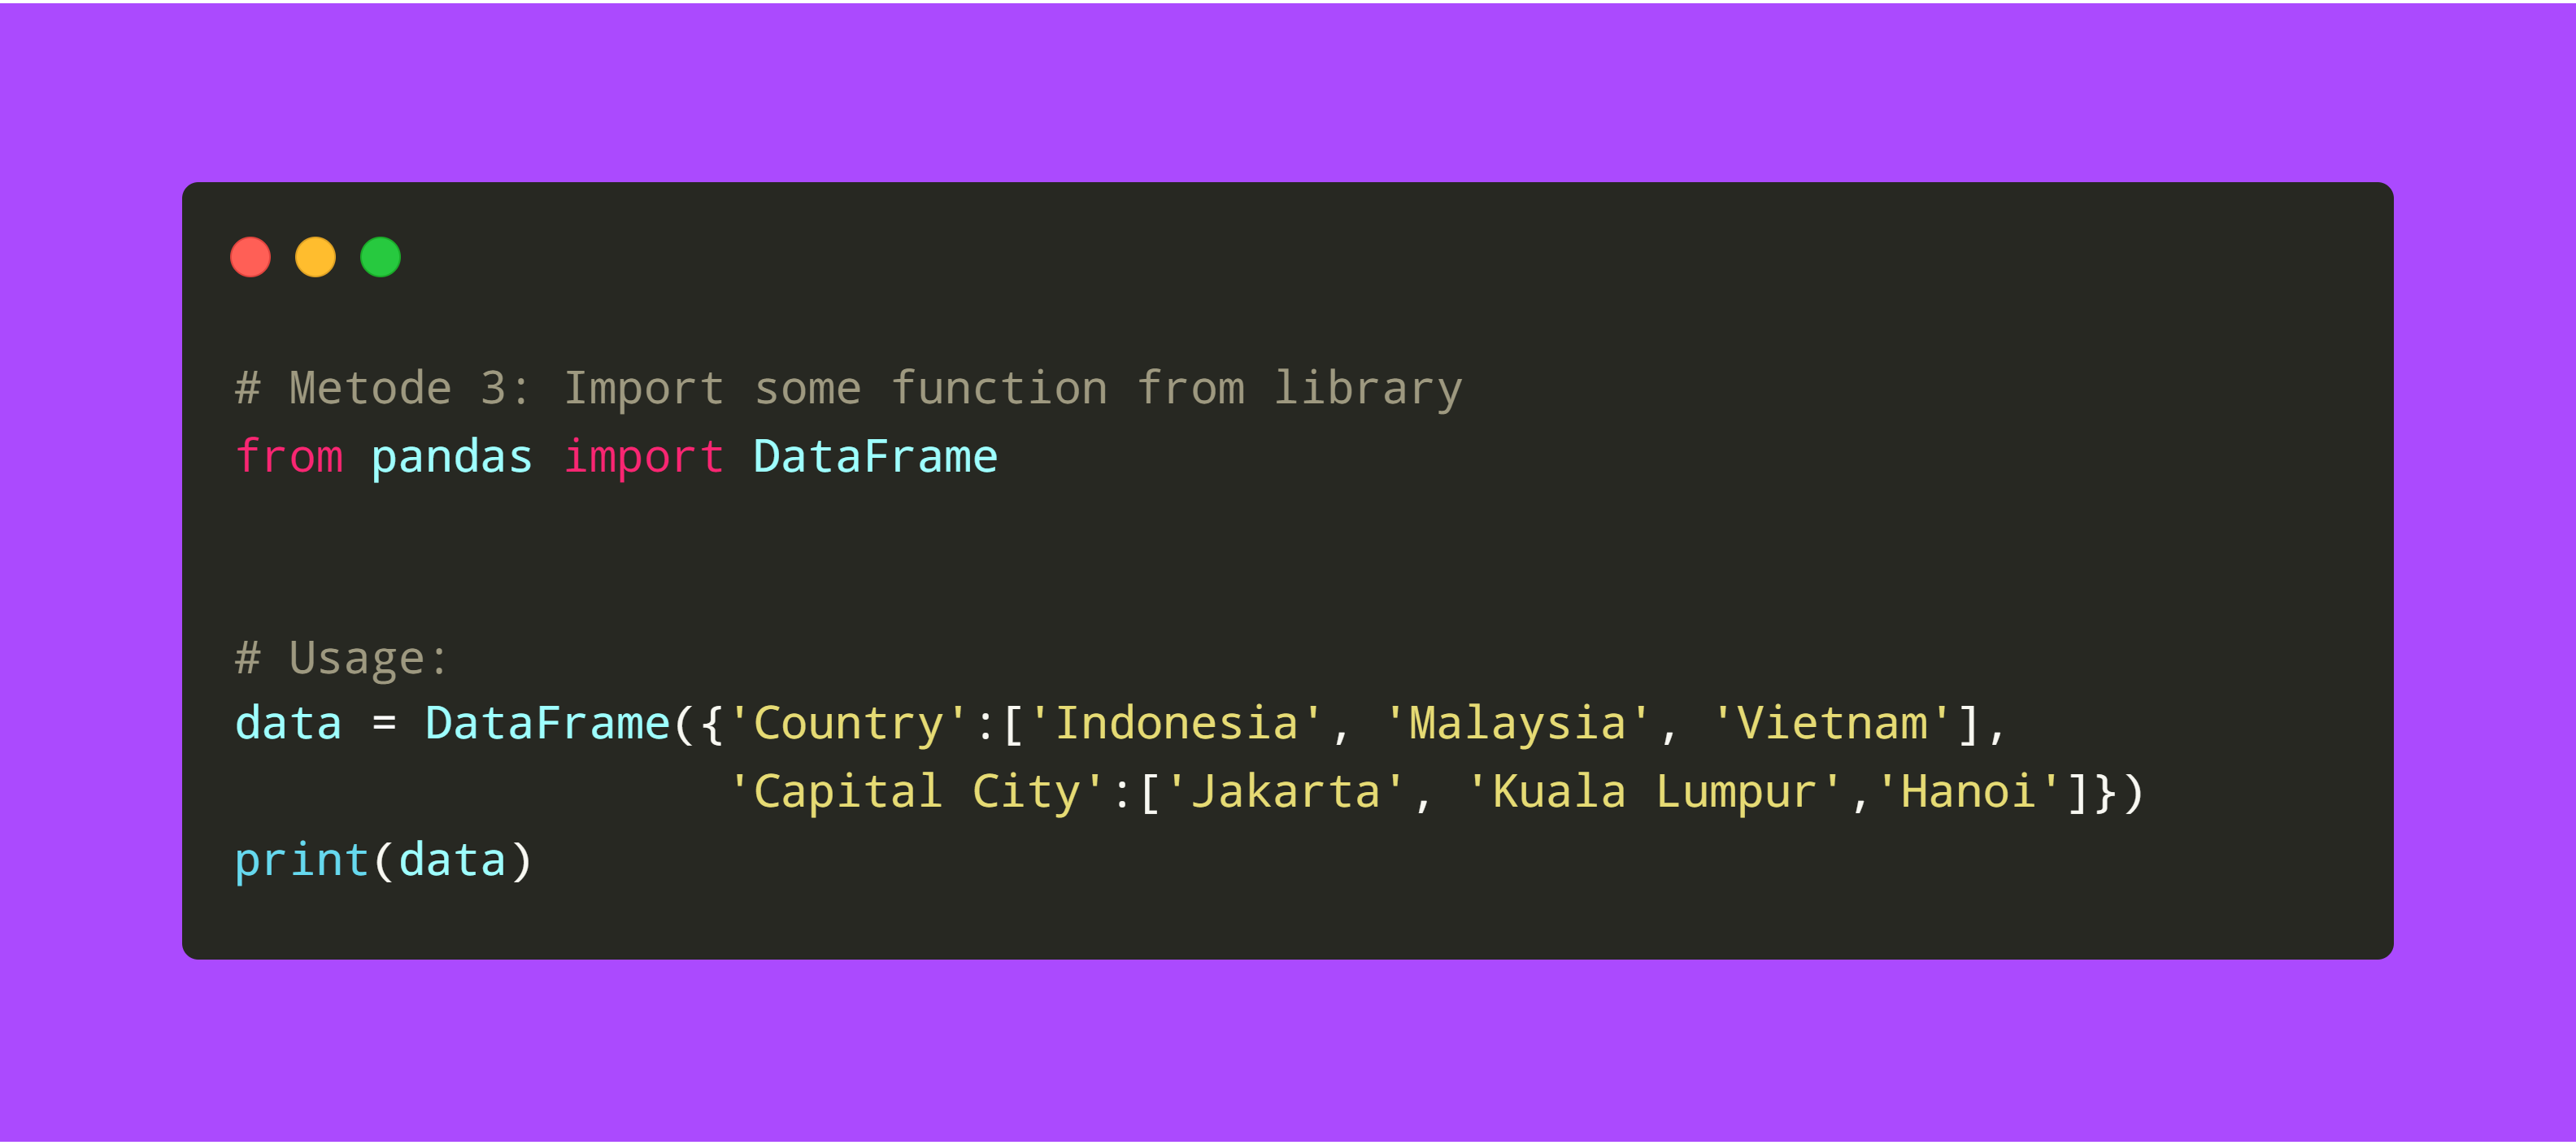 # Metode 3: Import some function from library
from pandas import DataFrame
# Usage:
data = DataFrame({'Country':['Indonesia', 'Malaysia', 'Vietnam'],
'Capital City':['Jakarta', 'Kuala Lumpur','Hanoi']})
print(data)